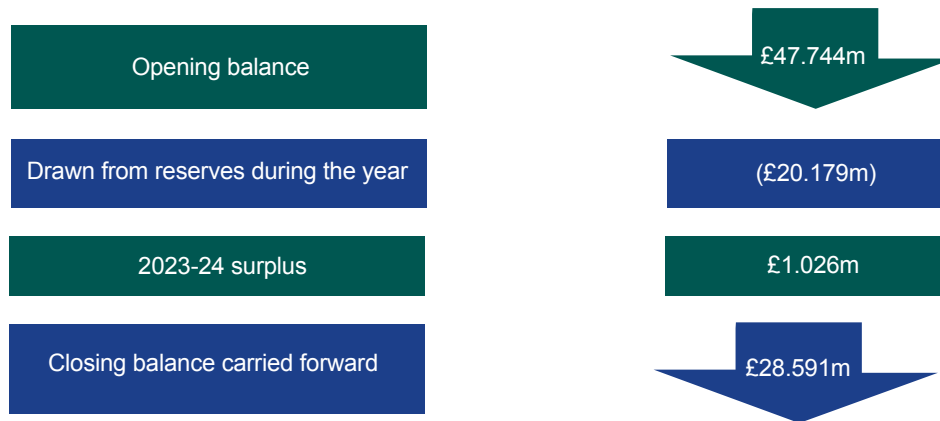 Opening balance
£47.744m
Drawn from reserves during the year
(£20.179m)
2023-24 surplus
£1.026m
Closing balance carried forward
£28.591m